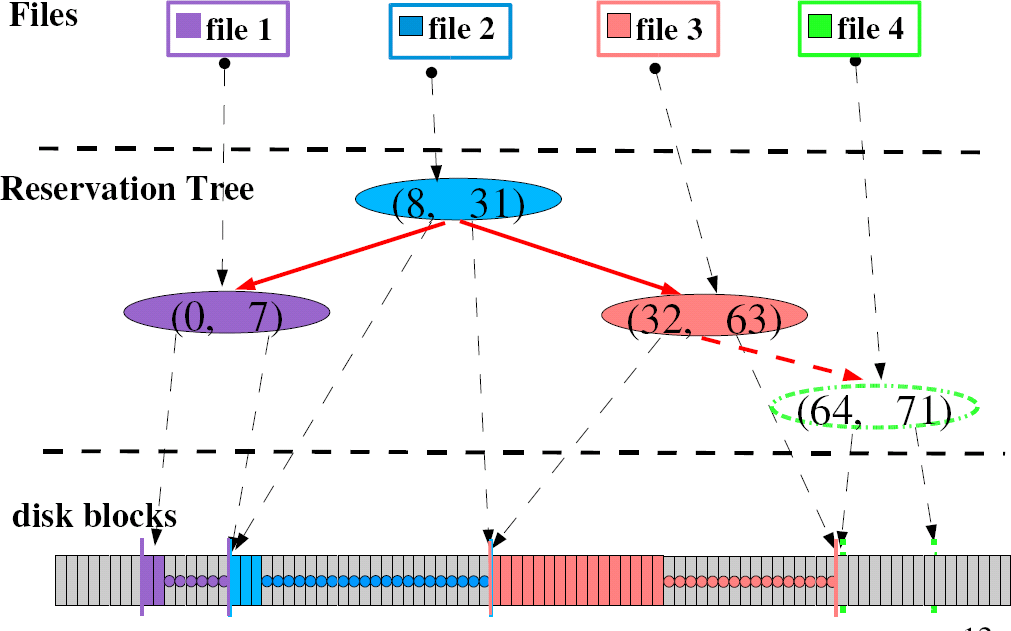 Files
file 1
file 2
file 3
file 4
Reservation Tree
(8, 31)
(0, 7)
(32, 63)
(64, 71)
disk blocks